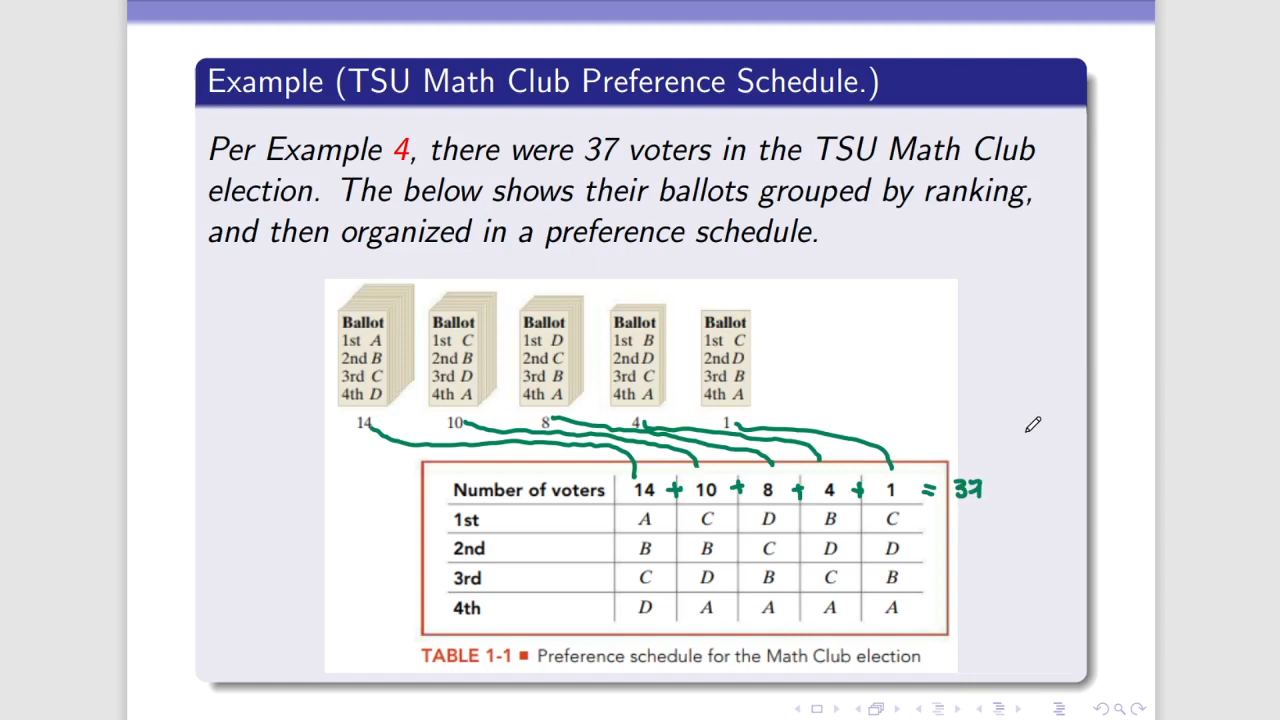 Example (TSU Math Club Preference Schedule.)
Per Example 4, there were 37 voters in the TSU Math Club
election. The below shows their ballots grouped by ranking,
and then organized in a preference schedule.
Ballot Ballot Ballot Ballot Ballot
1st A 1st C 1st D 1st B 1st C
2nd B 2nd B 2nd C 2nd D 2nd D
3rd C 3rd D 3rd B 3rd C 3rd B
4th D 4th A 4th A 4th A 4th A
14 10 8 4 1
Number of voters 14 + 10 + 8 + 4 + 1 = 37
1st A C D B C
2nd B B C D D
3rd C D B C B
4th D A A A A
TABLE 1-1 ■ Preference schedule for the Math Club election